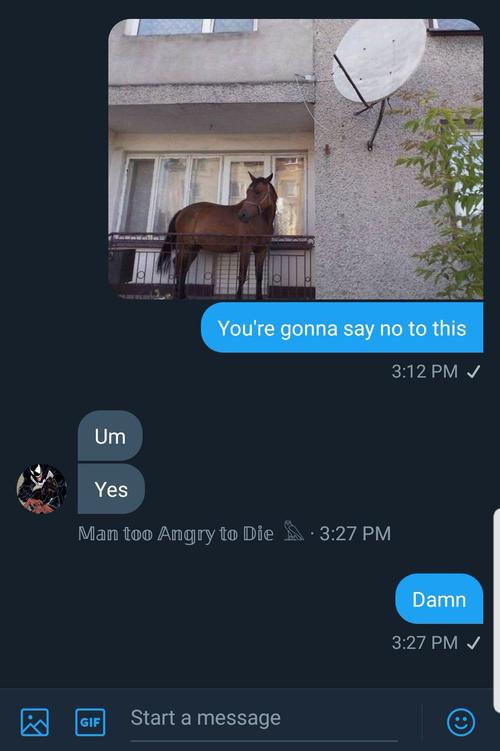 You're gonna say no to this
3:12 PM ✓
Um
Yes
𝕄𝕒𝕟 𝕥𝕠𝕠 𝔸𝕟𝕘𝕣𝕪 𝕥𝕠 𝔻𝕚𝕖 𓅓 · 3:27 PM
Damn
3:27 PM ✓
GIF
Start a message